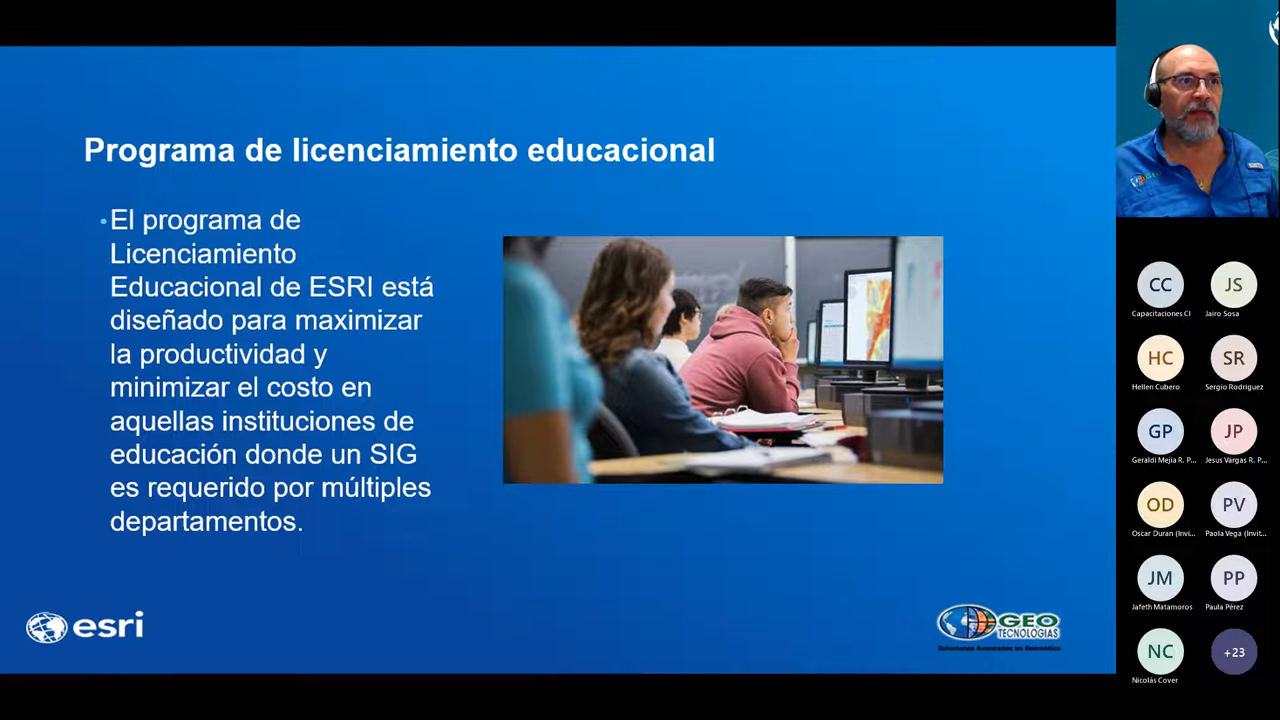 Programa de licenciamiento educacional
•El programa de
Licenciamiento
Educacional de ESRI está
diseñado para maximizar
la productividad y
minimizar el costo en
aquellas instituciones de
educación donde un SIG
es requerido por múltiples
departamentos.
esri
GEO
TECNOLOGIAS
Soluciones Avanzadas en Geomática
CC
JS
Capacitaciones CI
Jairo Sosa
HC
SR
Hellen Cubero
Sergio Rodriguez
GP
JP
Geraldi Mejia R. P...
Jesus Vargas R. P...
OD
PV
Oscar Duran (Invi...
Paola Vega (Invit...
JM
PP
Jafeth Matamoros
Paula Pérez
NC
+23
Nicolás Cover